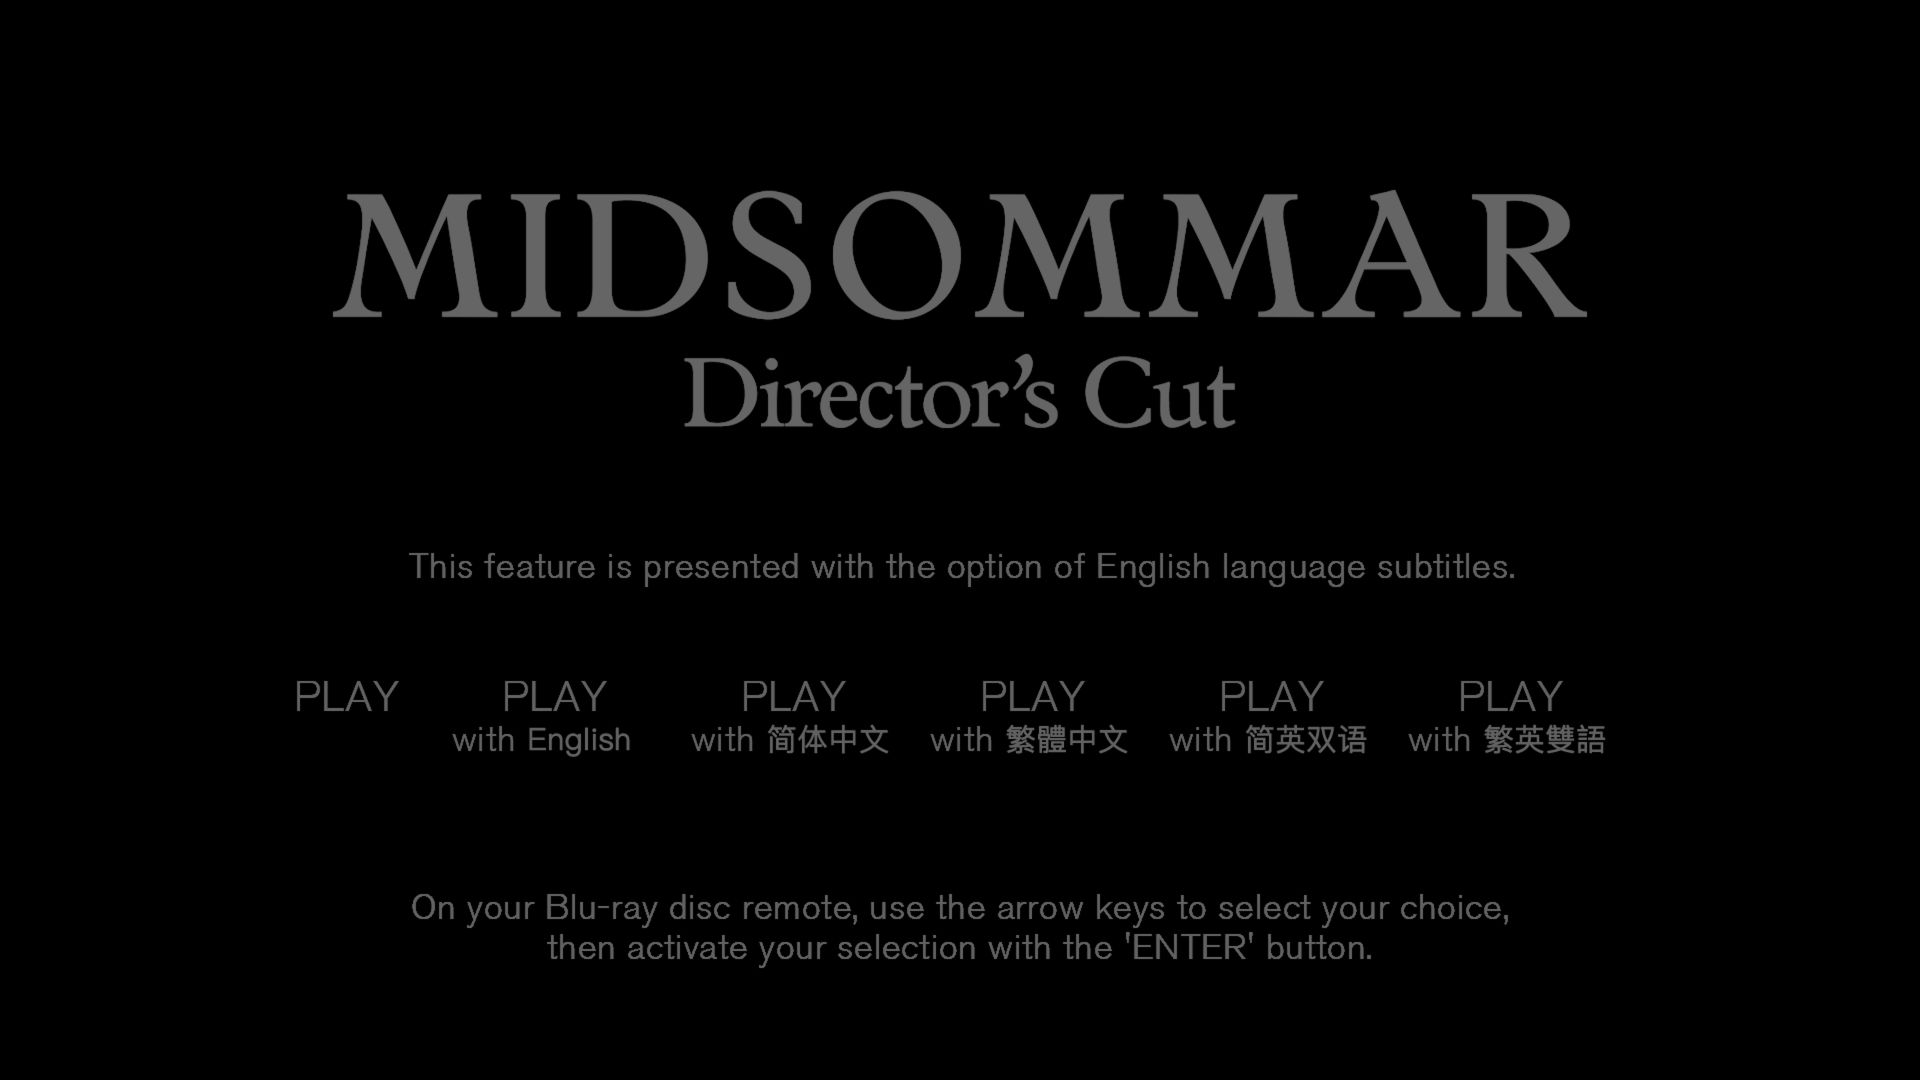 MIDSOMMAR
Director’s Cut
This feature is presented with the option of English language subtitles.
PLAY PLAY PLAY PLAY PLAY PLAY
with English with 简体中文 with 繁體中文 with 简英双语 with 繁英雙語
On your Blu-ray disc remote, use the arrow keys to select your choice,
then activate your selection with the 'ENTER' button.